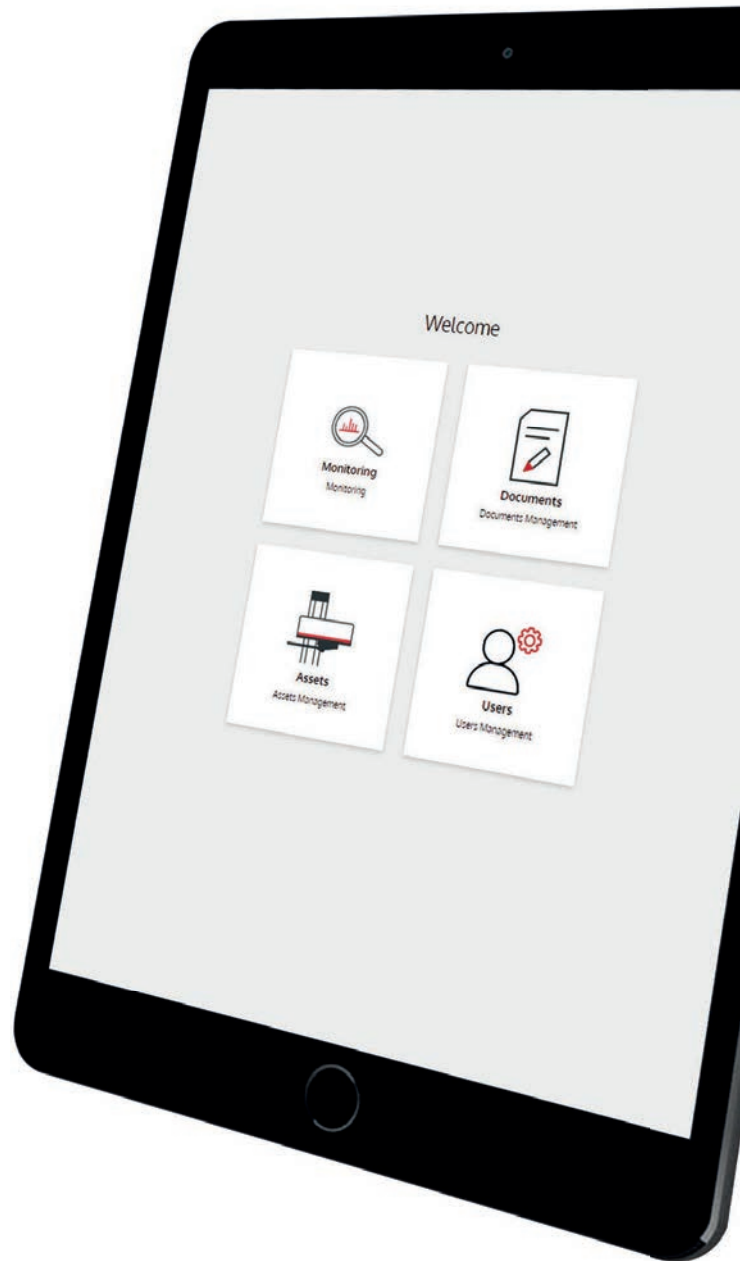 Welcome
Monitoring
Monitoring
Documents
Documents Management
Assets
Assets Management
Users
Users Management